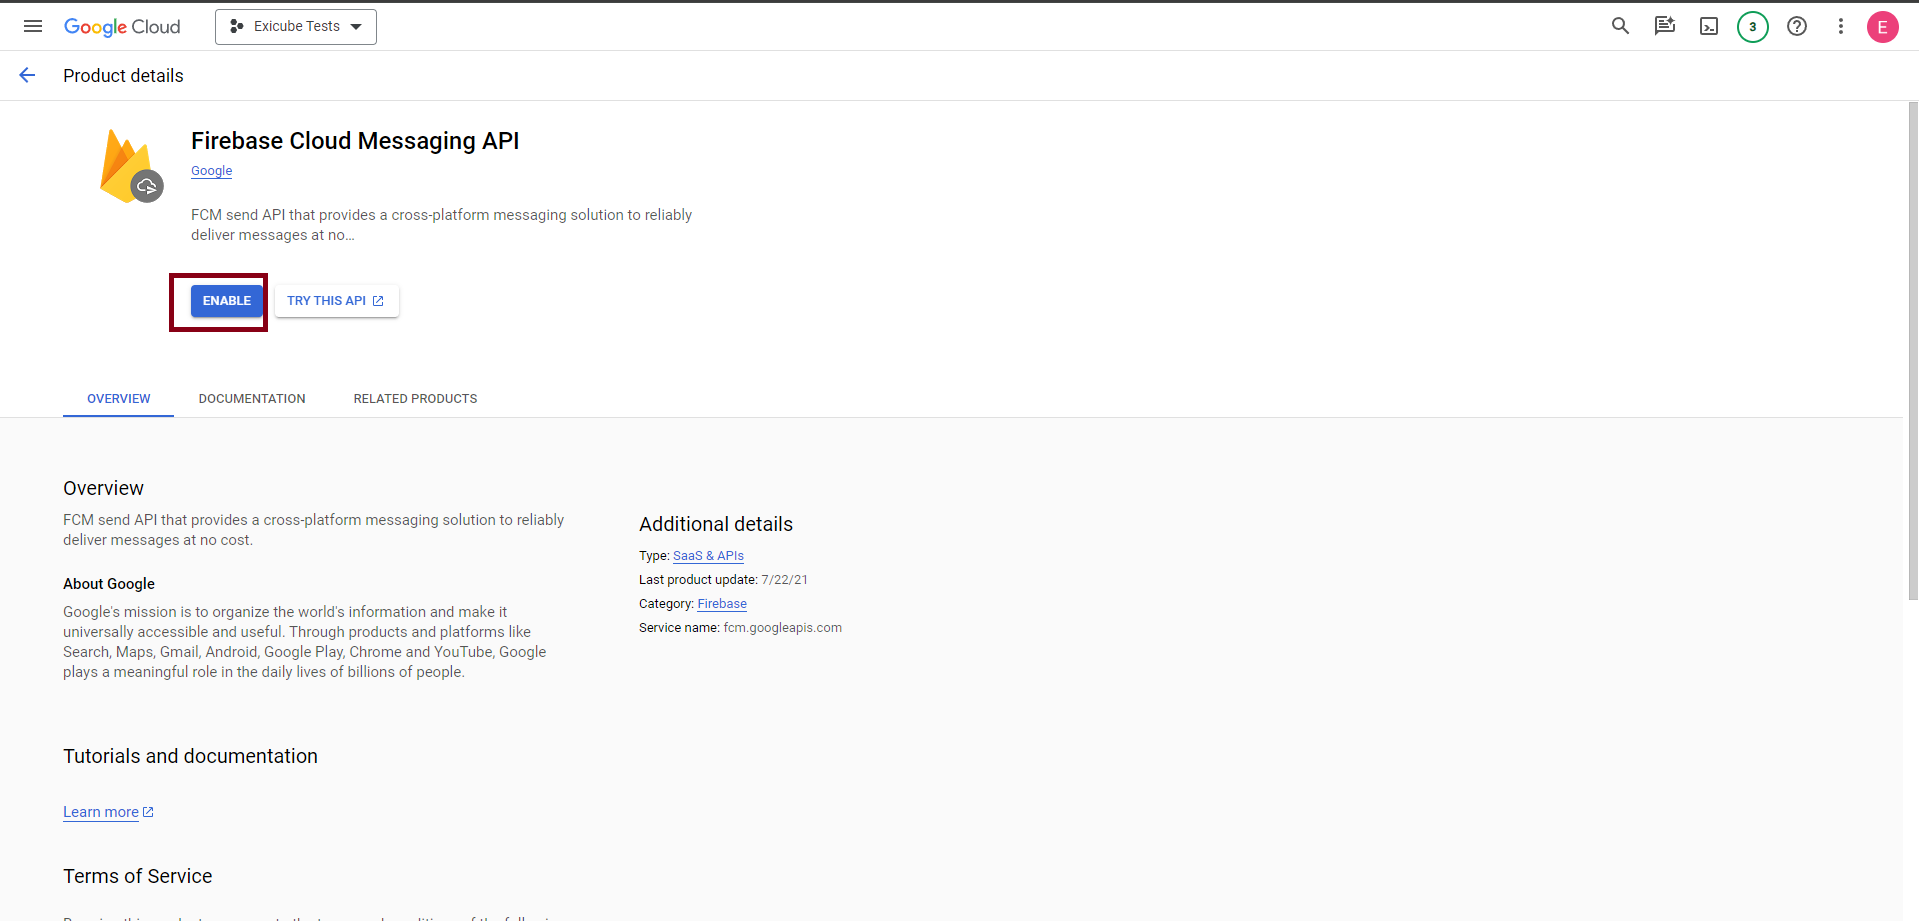 Google Cloud
Exicube Tests
3
E
Product details
Firebase Cloud Messaging API
Google
FCM send API that provides a cross-platform messaging solution to reliably
deliver messages at no...
ENABLE
TRY THIS API
OVERVIEW
DOCUMENTATION
RELATED PRODUCTS
Overview
FCM send API that provides a cross-platform messaging solution to reliably
deliver messages at no cost.
About Google
Google's mission is to organize the world's information and make it
universally accessible and useful. Through products and platforms like
Search, Maps, Gmail, Android, Google Play, Chrome and YouTube, Google
plays a meaningful role in the daily lives of billions of people.
Additional details
Type: SaaS & APIs
Last product update: 7/22/21
Category: Firebase
Service name: fcm.googleapis.com
Tutorials and documentation
Learn more
Terms of Service